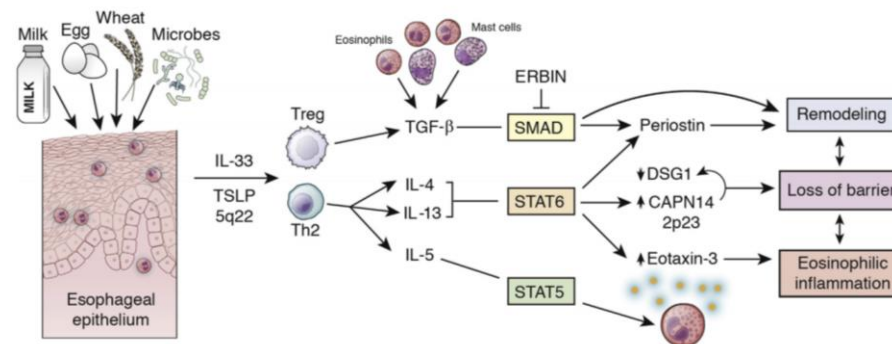 Milk
Egg
Wheat
Microbes
MILK
Esophageal
epithelium
IL-33
TSLP
5q22
Treg
Th2
Eosinophils
Mast cells
TGF-β
IL-4
IL-13
IL-5
ERBIN
SMAD
STAT6
STAT5
Periostin
DSG1
CAPN14
2p23
Eotaxin-3
Remodeling
Loss of barrier
Eosinophilic
inflammation